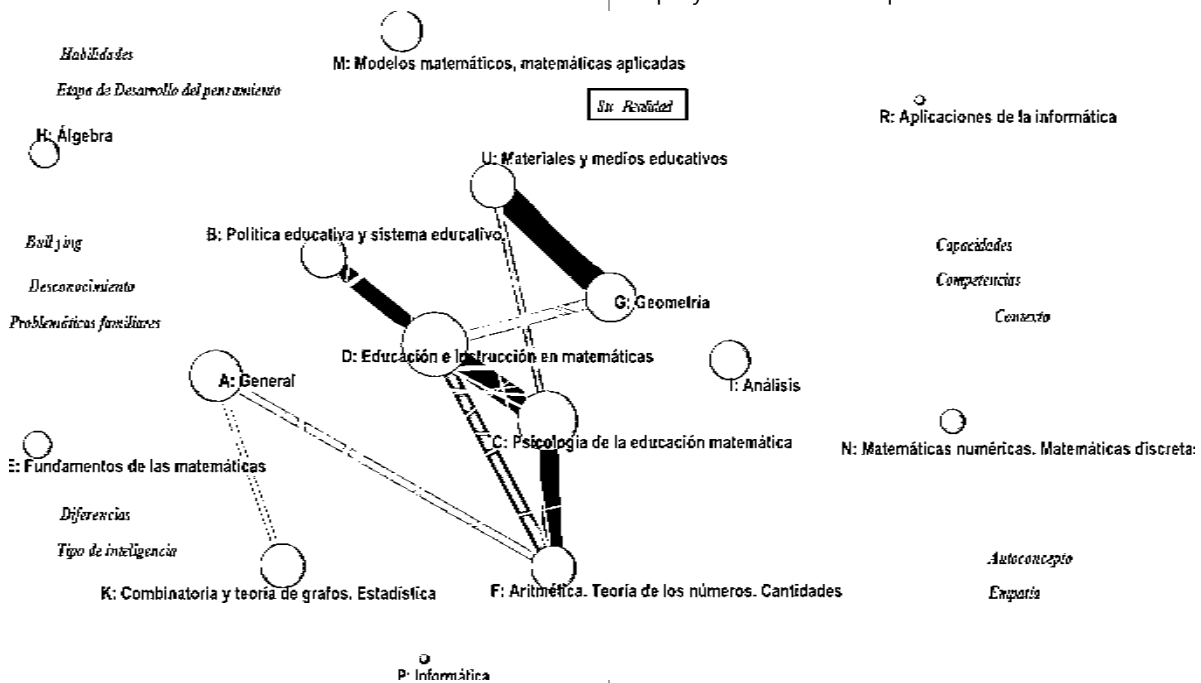 Habilidades
M: Modelos matemáticos, matemáticas aplicadas
Etapa de Desarrollo del pensamiento
Su Realidad
R: Aplicaciones de la informática
H: Álgebra
U: Materiales y medios educativos
B: Política educativa y sistema educativo.
Bullying
Capacidades
Desconocimiento
Competencias
G: Geometría
Problemáticas familiares
Contexto
D: Educación e Instrucción en matemáticas
A: General
I: Análisis
C: Psicología de la educación matemática
N: Matemáticas numéricas. Matemáticas discretas
E: Fundamentos de las matemáticas
Diferencias
Tipo de inteligencia
Autoconcepto
K: Combinatoria y teoría de grafos. Estadística
F: Aritmética. Teoría de los números. Cantidades
Empatía
P: Informática